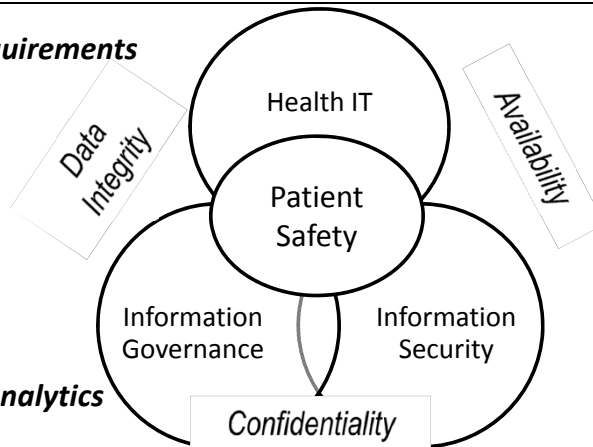 uirements
Health IT
Data
Integrity
Availability
Patient
Safety
Information
Governance
Information
Security
nalytics
Confidentiality